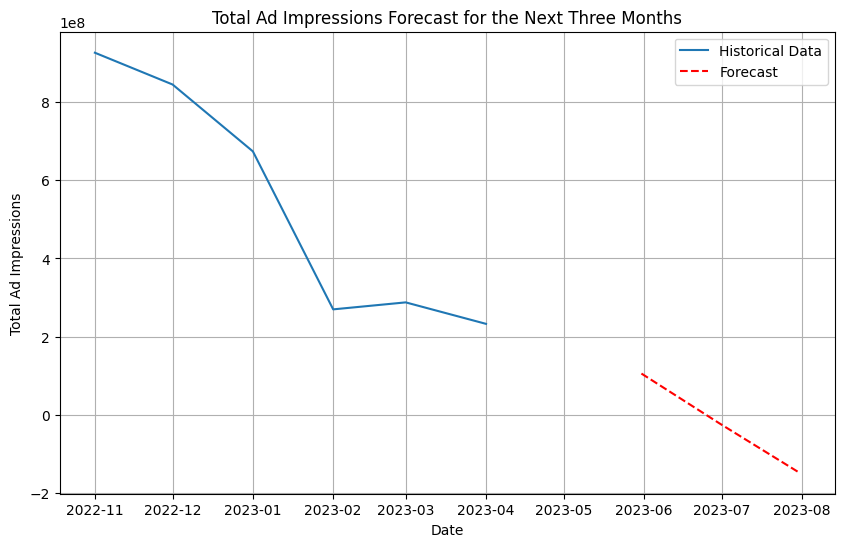 Total Ad Impressions Forecast for the Next Three Months
1e8
Historical Data
Forecast
8
6
4
2
0
−2
Total Ad Impressions
2022-11 2022-12 2023-01 2023-02 2023-03 2023-04 2023-05 2023-06 2023-07 2023-08
Date